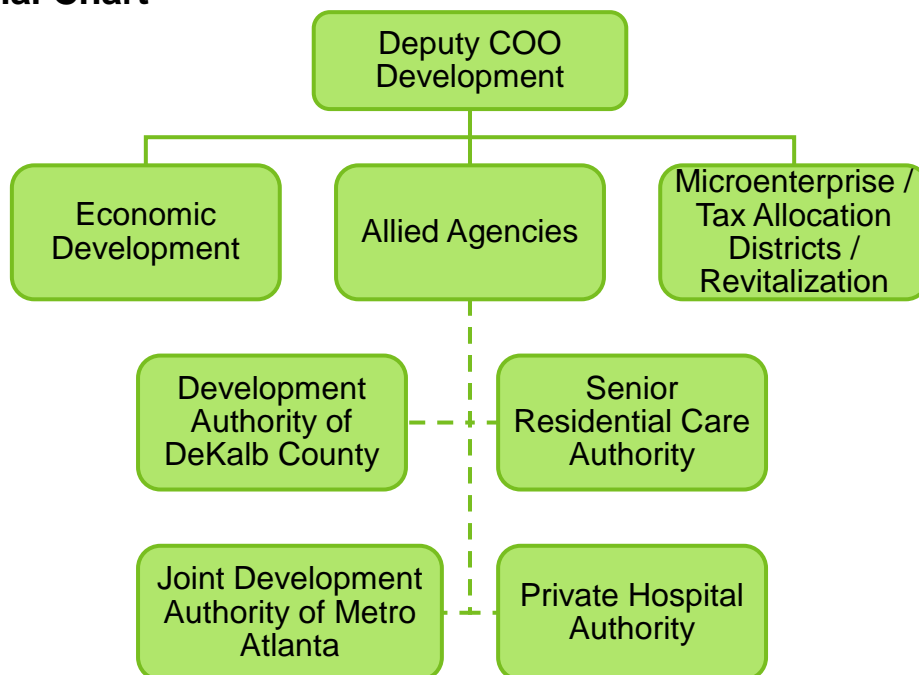 Chart
Deputy COO
Development
Economic
Development
Allied Agencies
Microenterprise /
Tax Allocation
Districts /
Revitalization
Development
Authority of
DeKalb County
Senior
Residential Care
Authority
Joint Development
Authority of Metro
Atlanta
Private Hospital
Authority